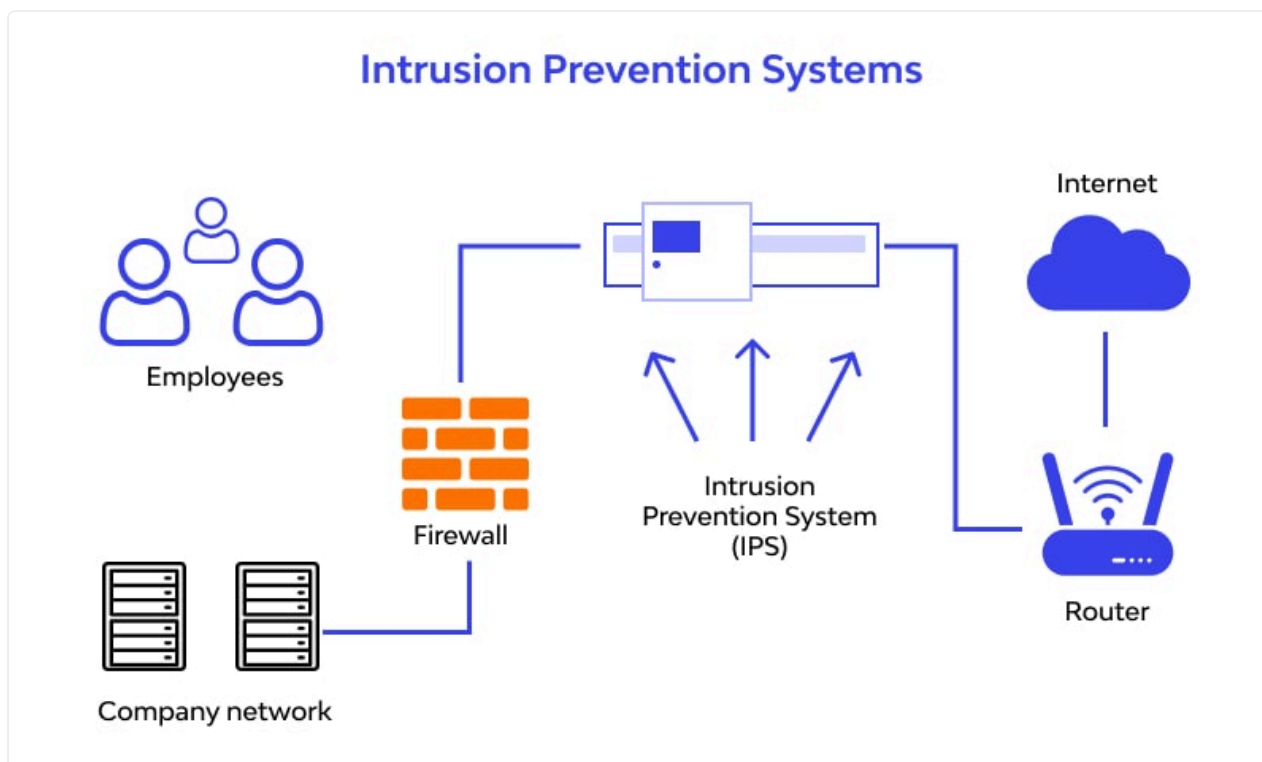 Intrusion Prevention Systems
Internet
Employees
Intrusion
Prevention System
(IPS)
Firewall
Router
Company network